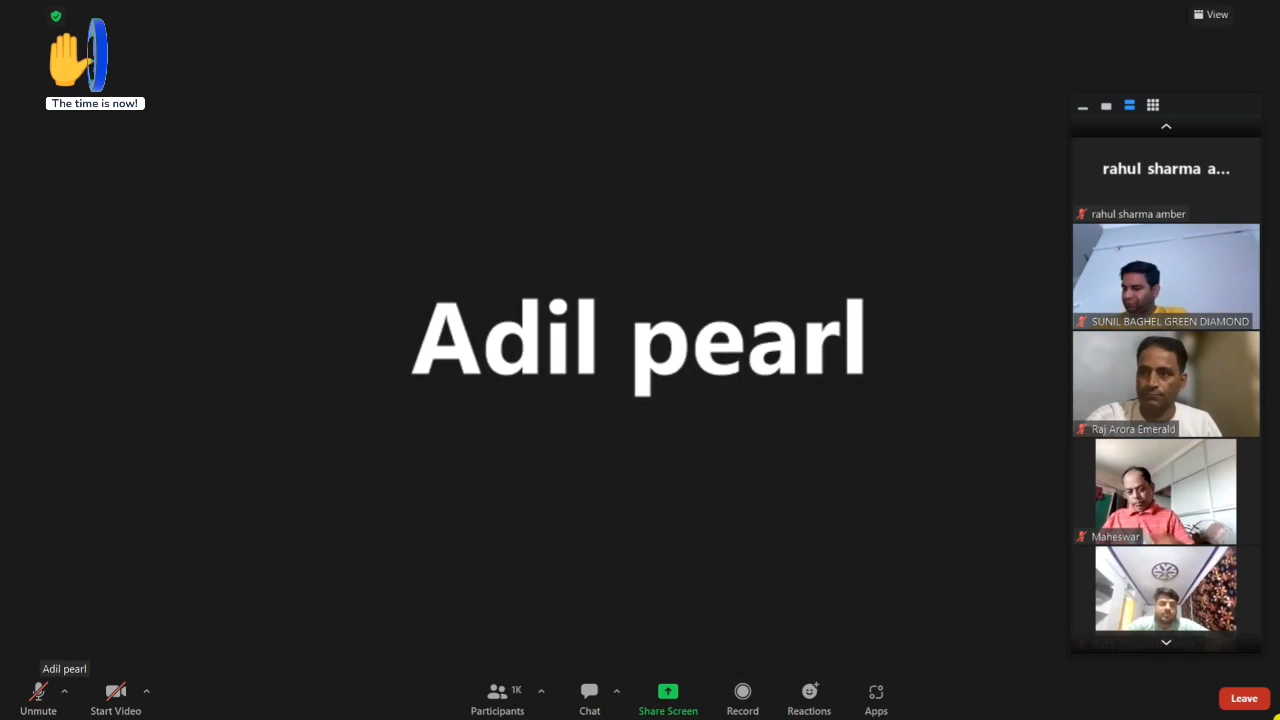 View
The time is now!
rahul sharma a...
rahul sharma amber
SUNIL BAGHEL GREEN DIAMOND
Raj Arora Emerald
Maheswar
Adil pearl
Adil pearl
Unmute
Start Video
1K
Participants
Chat
Share Screen
Record
Reactions
Apps
Leave